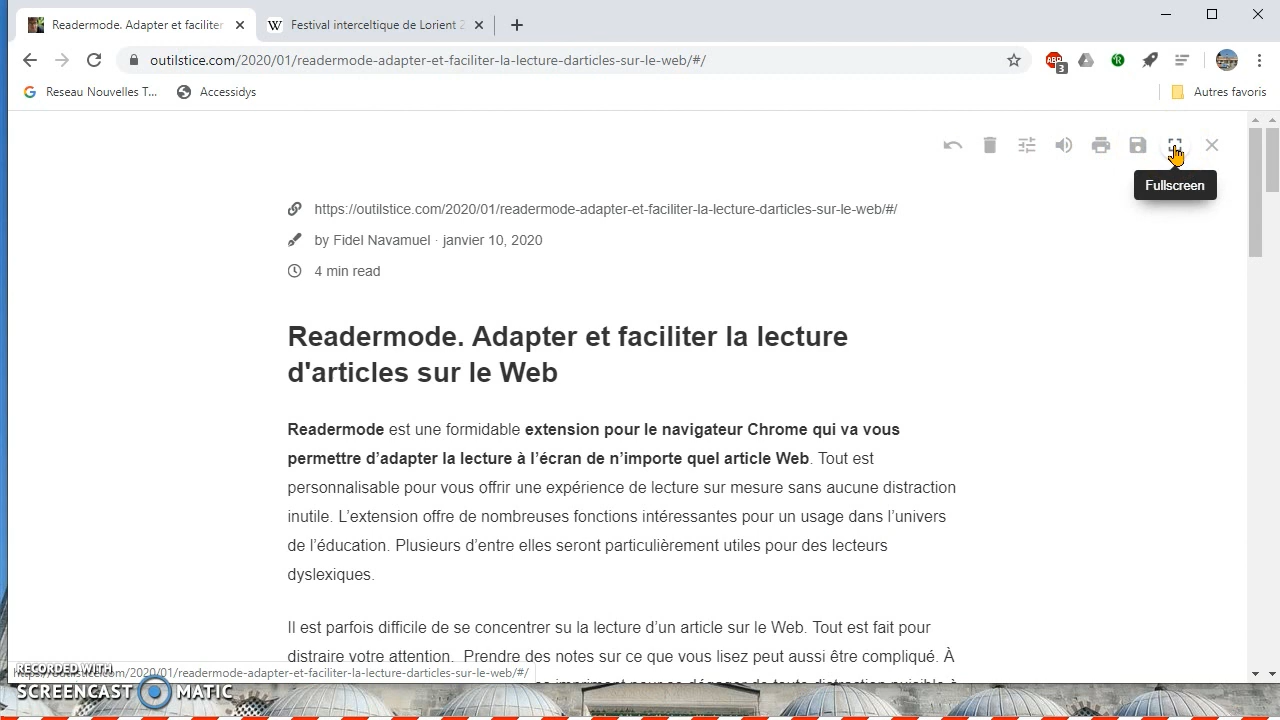 Readermode. Adapter et faciliter
Festival interceltique de Lorient 2
outilstice.com/2020/01/readermode-adapter-et-faciliter-la-lecture-darticles-sur-le-web/#/
ABP
3
R
Reseau Nouvelles T...
Accessidys
Autres favoris
Fullscreen
https://outilstice.com/2020/01/readermode-adapter-et-faciliter-la-lecture-darticles-sur-le-web/#/
by Fidel Navamuel · janvier 10, 2020
4 min read
Readermode. Adapter et faciliter la lecture
d'articles sur le Web
Readermode est une formidable extension pour le navigateur Chrome qui va vous
permettre d’adapter la lecture à l’écran de n’importe quel article Web. Tout est
personnalisable pour vous offrir une expérience de lecture sur mesure sans aucune distraction
inutile. L’extension offre de nombreuses fonctions intéressantes pour un usage dans l’univers
de l’éducation. Plusieurs d’entre elles seront particulièrement utiles pour des lecteurs
dyslexiques.
Il est parfois difficile de se concentrer su la lecture d’un article sur le Web. Tout est fait pour
distraire votre attention. Prendre des notes sur ce que vous lisez peut aussi être compliqué. À
https://outilstice.com/2020/01/readermode-adapter-et-faciliter-la-lecture-darticles-sur-le-web/#/
RECORDED WITH
SCREENCAST MATIC